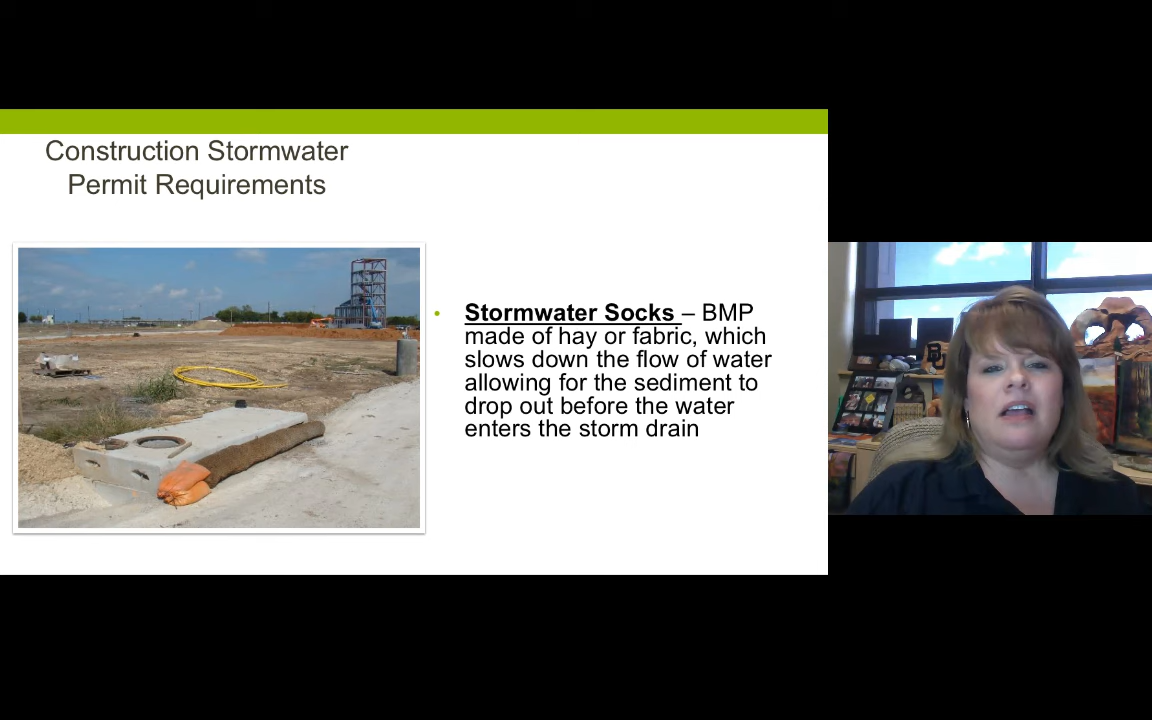 Construction Stormwater
Permit Requirements
• Stormwater Socks – BMP
made of hay or fabric, which
slows down the flow of water
allowing for the sediment to
drop out before the water
enters the storm drain